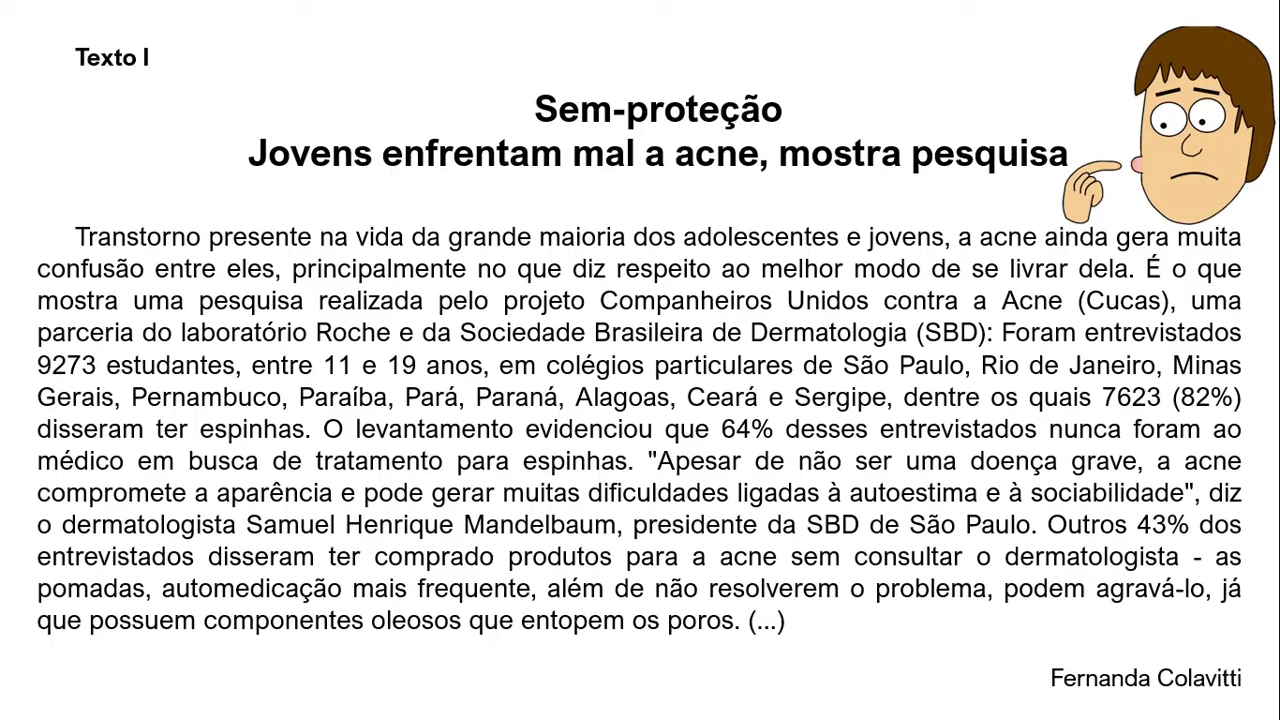 Texto I
Sem-proteção
Jovens enfrentam mal a acne, mostra pesquisa
Transtorno presente na vida da grande maioria dos adolescentes e jovens, a acne ainda gera muita
confusão entre eles, principalmente no que diz respeito ao melhor modo de se livrar dela. É o que
mostra uma pesquisa realizada pelo projeto Companheiros Unidos contra a Acne (Cucas), uma
parceria do laboratório Roche e da Sociedade Brasileira de Dermatologia (SBD): Foram entrevistados
9273 estudantes, entre 11 e 19 anos, em colégios particulares de São Paulo, Rio de Janeiro, Minas
Gerais, Pernambuco, Paraíba, Pará, Paraná, Alagoas, Ceará e Sergipe, dentre os quais 7623 (82%)
disseram ter espinhas. O levantamento evidenciou que 64% desses entrevistados nunca foram ao
médico em busca de tratamento para espinhas. "Apesar de não ser uma doença grave, a acne
compromete a aparência e pode gerar muitas dificuldades ligadas à autoestima e à sociabilidade", diz
o dermatologista Samuel Henrique Mandelbaum, presidente da SBD de São Paulo. Outros 43% dos
entrevistados disseram ter comprado produtos para a acne sem consultar o dermatologista - as
pomadas, automedicação mais frequente, além de não resolverem o problema, podem agravá-lo, já
que possuem componentes oleosos que entopem os poros. (...)
Fernanda Colavitti